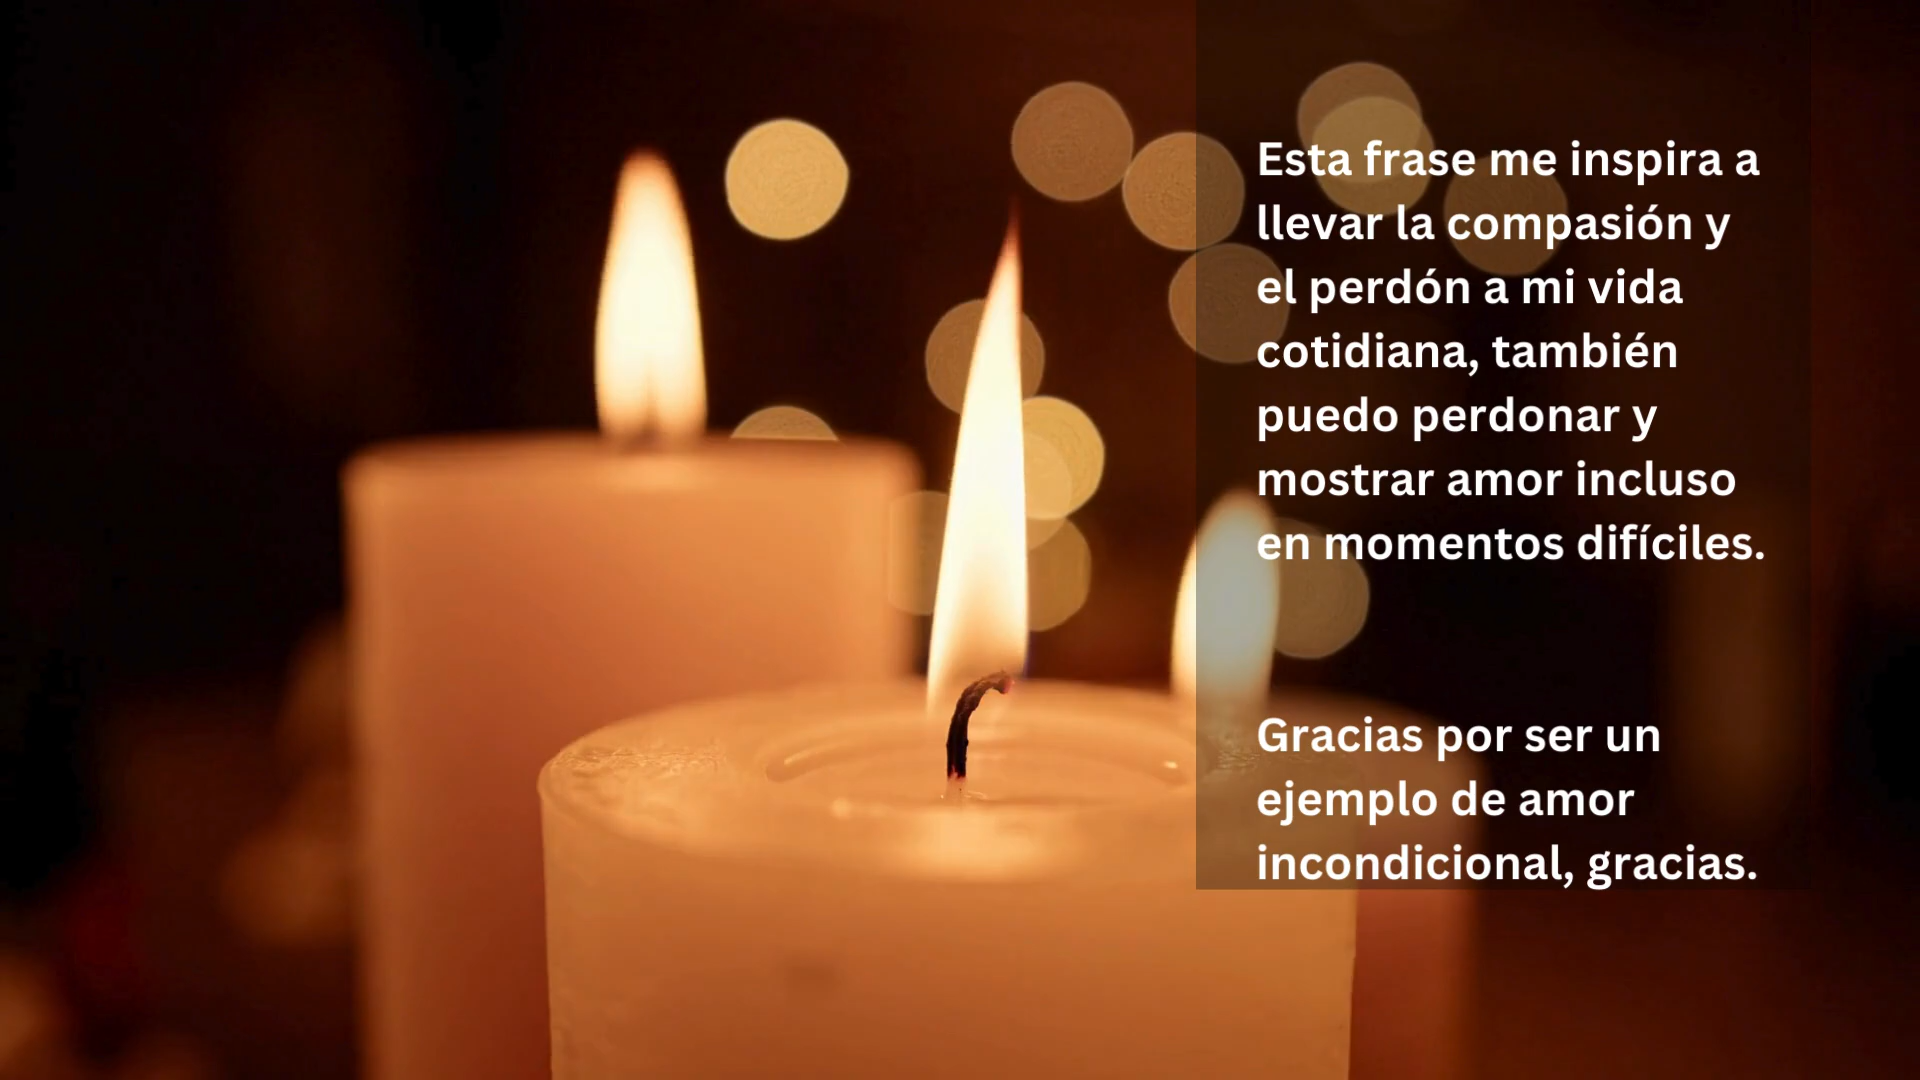 Esta frase me inspira a
llevar la compasión y
el perdón a mi vida
cotidiana, también
puedo perdonar y
mostrar amor incluso
en momentos difíciles.
Gracias por ser un
ejemplo de amor
incondicional, gracias.